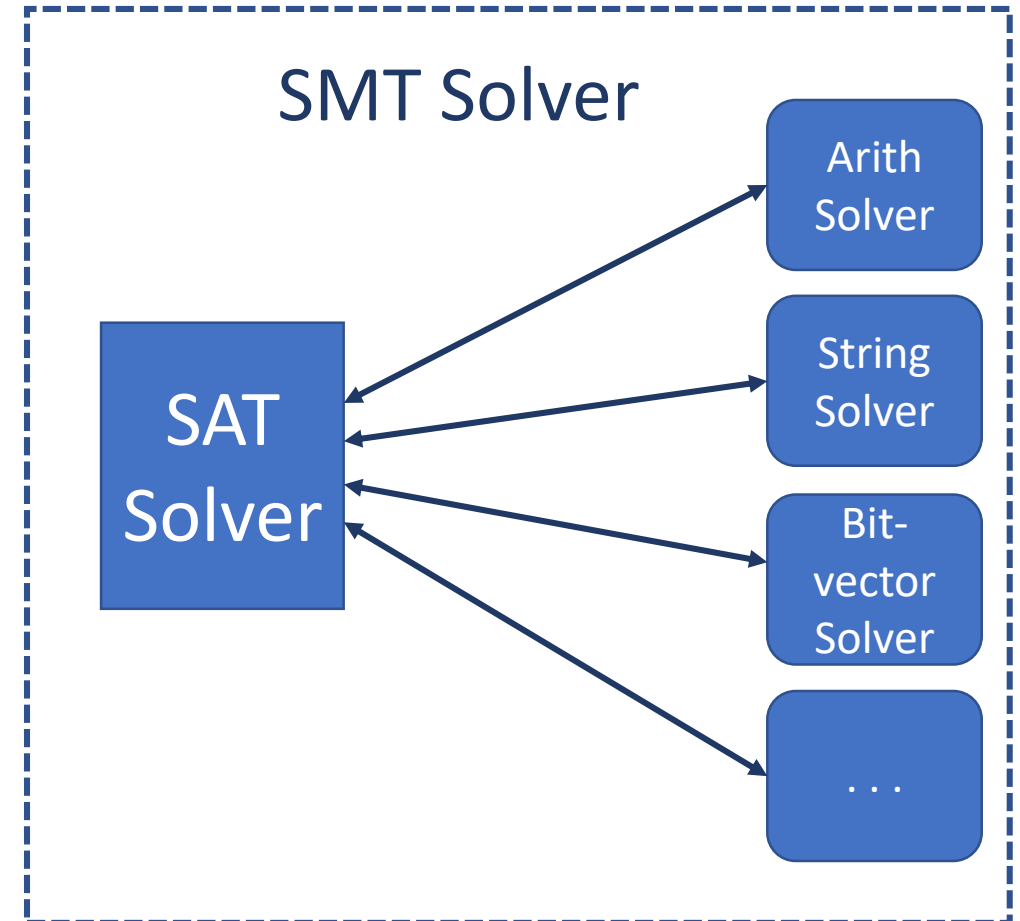 SMT Solver
Arith
Solver
String
Solver
SAT
Solver
Bit-
vector
Solver
. . .